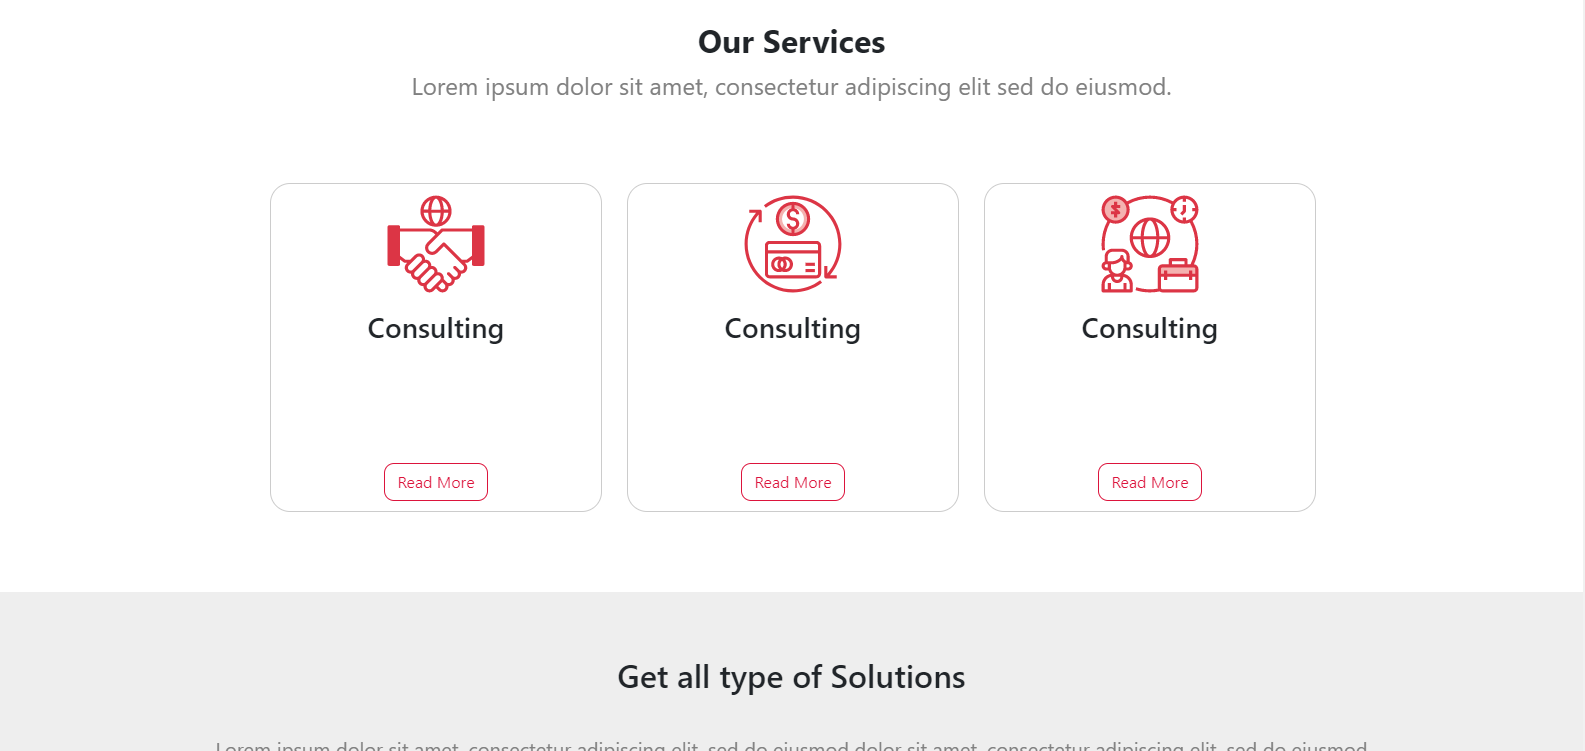 Our Services
Lorem ipsum dolor sit amet, consectetur adipiscing elit sed do eiusmod.
Consulting
Consulting
Consulting
Read More
Read More
Read More
Get all type of Solutions
Lorem ipsum dolor sit amet, consectetur adipiscing elit, sed do eiusmod dolor sit amet, consectetur adipiscing elit, sed do eiusmod